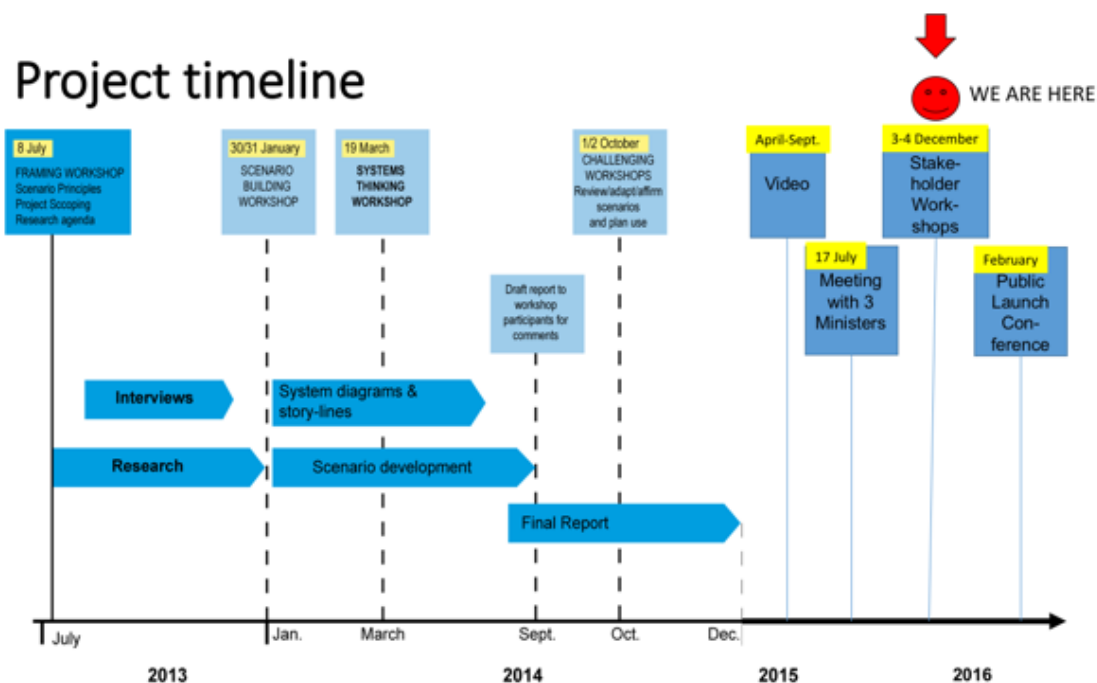 Project timeline
WE ARE HERE
8 July
FRAMING WORKSHOP
Scenario Principles
Project Sccoping
Research agenda
30/31 January
SCENARIO
BUILDING
WORKSHOP
19 March
SYSTEMS
THINKING
WORKSHOP
1/2 October
CHALLENGING
WORKSHOPS
Review/adapt/affirm
scenarios
and plan use
April-Sept.
Video
3-4 December
Stake-
holder
Work-
shops
17 July
Meeting
with 3
Ministers
February
Public
Launch
Con-
ference
Draft report to
workshop
participants for
comments
Interviews
System diagrams &
story-lines
Research
Scenario development
Final Report
July
Jan.
March
Sept.
Oct.
Dec.
2013
2014
2015
2016